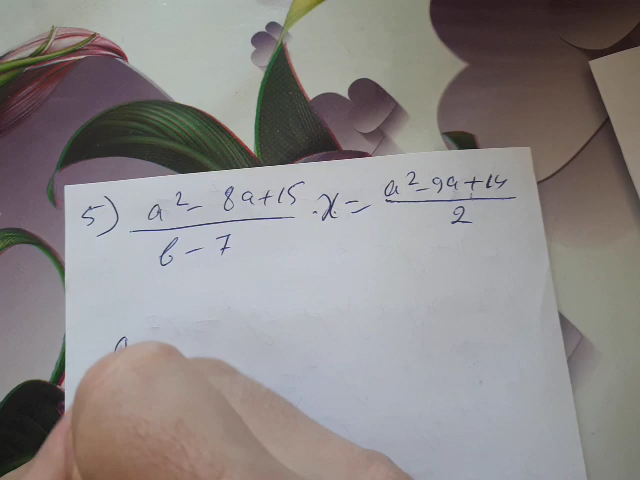 5) (a² - 8a + 15)/(b - 7) · x = (a² - 9a + 14)/2